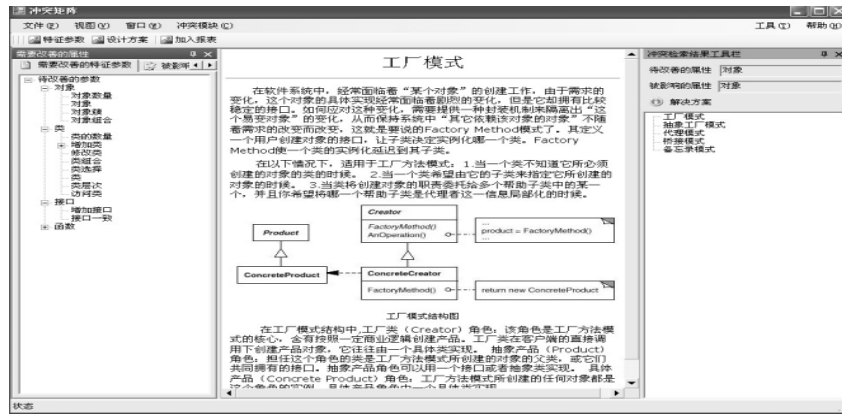 冲突矩阵
文件(F) 视图(V) 窗口(W) 冲突模块(C) 工具(T) 帮助(H)
特征参数 设计方案 加入报表
需要改善的属性
需要改善的特征参数 被影响
待改善的参数
对象
对象数量
对象
对象簇
对象组合
类
类的数量
增加类
修改类
类组合
类选择
类
类层次
访问类
接口
增加接口
接口一致
函数
工厂模式
在软件系统中，经常面临着“某个对象”的创建工作，由于需求的
变化，这个对象的具体实现经常面临着剧烈的变化，但是它却拥有比较
稳定的接口。如何应对这种变化，需要提供一种封装机制来隔离出“这
个易变对象”的变化，从而保持系统中“其它依赖该对象的对象”不随
着需求的改变而改变，这就是要说的Factory Method模式了。其定义
一个用户创建对象的接口，让子类决定实例化哪一个类。Factory
Method使一个类的实例化延迟到其子类。
在以下情况下，适用于工厂方法模式：1.当一个类不知道它所必须
创建的对象的类的时候。 2.当一个类希望由它的子类来指定它所创建的
对象的时候。 3.当类将创建对象的职责委托给多个帮助子类中的某一
个，并且你希望将哪一个帮助子类是代理者这一信息局部化的时候。
Product
Creator
FactoryMethod()
AnOperation()
...
product = FactoryMethod()
...
ConcreteProduct
ConcreteCreator
FactoryMethod()
return new ConcreteProduct
工厂模式结构图
在工厂模式结构中,工厂类（Creator）角色：该角色是工厂方法模
式的核心，含有按照一定商业逻辑创建产品。工厂类在客户端的直接调
用下创建产品对象，它往往由一个具体类实现。 抽象产品（Product）
角色：担任这个角色的类是工厂方法模式所创建的对象的父类，或它们
共同拥有的接口。抽象产品角色可以用一个接口或者抽象类实现。 具体
产品（Concrete Product）角色：工厂方法模式所创建的任何对象都是
这个角色的实例，具体产品角色由一个具体类实现。
冲突检索结果工具栏
待改善的属性 对象
被影响的属性 对象
解决方案
工厂模式
抽象工厂模式
代理模式
桥接模式
备忘录模式
状态